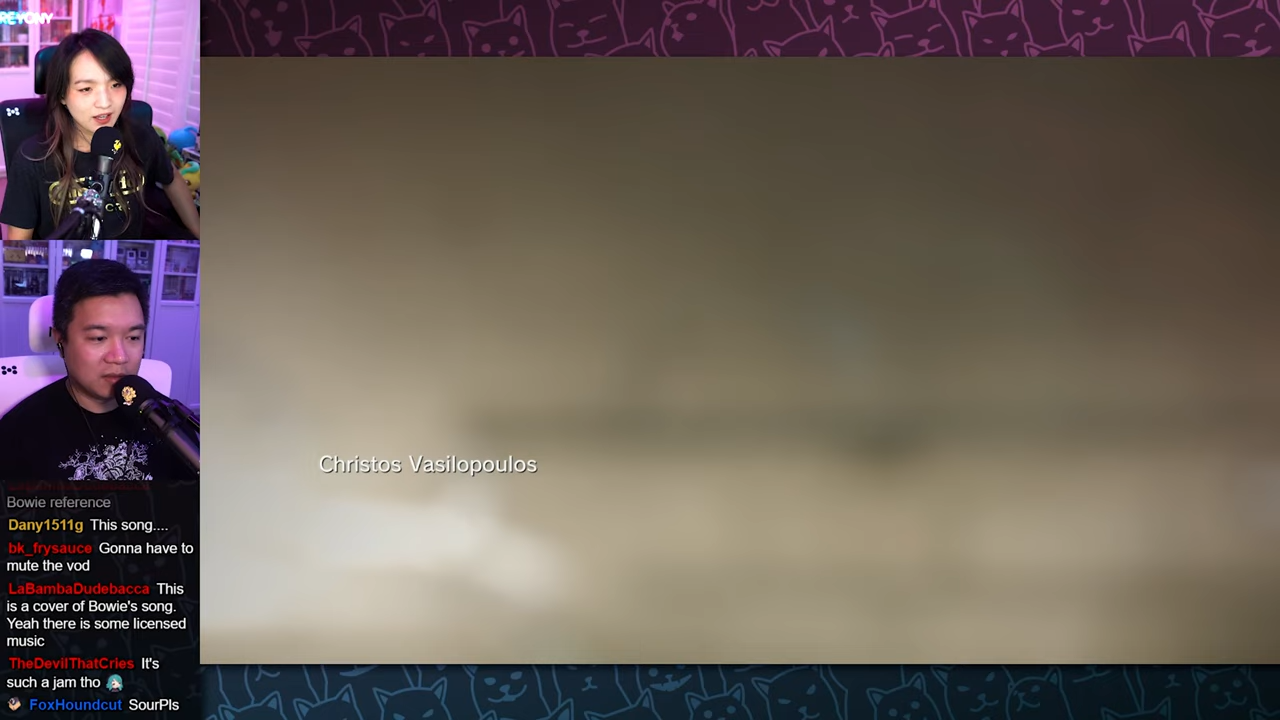 REYONY
Christos Vasilopoulos
Bowie reference
Dany1511g This song....
bk_frysauce Gonna have to
mute the vod
LaBambaDudebacca This
is a cover of Bowie's song.
Yeah there is some licensed
music
TheDevilThatCries It's
such a jam tho
FoxHoundcut SourPls